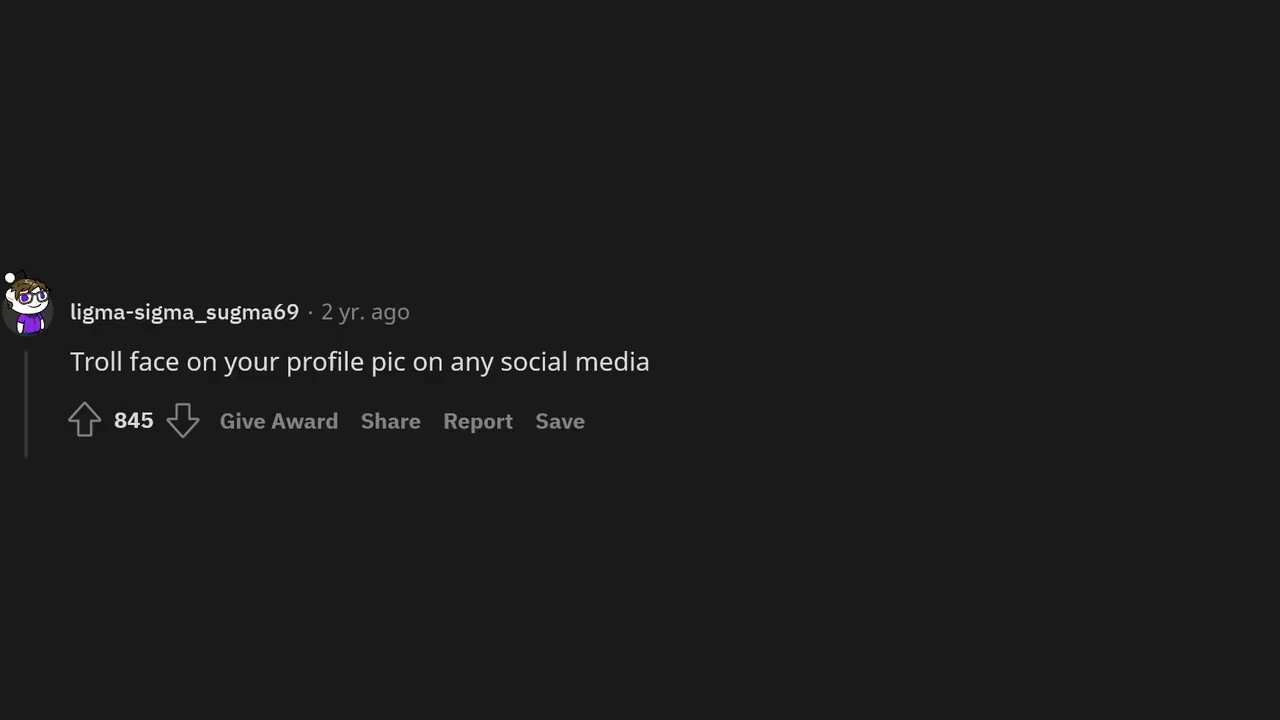 ligma-sigma_sugma69 · 2 yr. ago
Troll face on your profile pic on any social media
845 Give Award Share Report Save